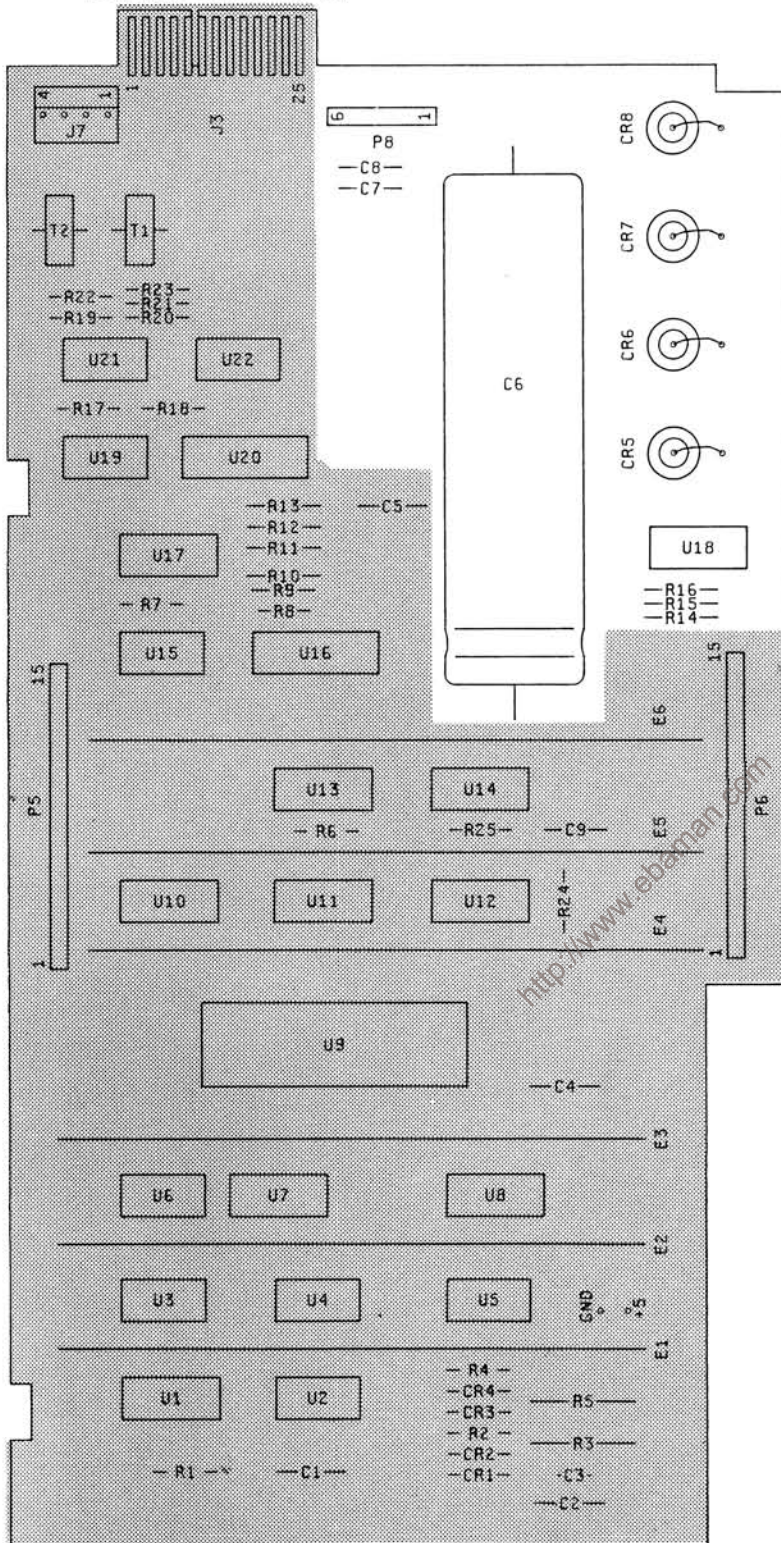 4 1
J7
1
J3
25
6 1
P8
C8
C7
CR8
T2
T1
CR7
R22
R23
R21
R19
R20
U21
U22
CR6
C6
R17
R18
U19
U20
CR5
R13
C5
R12
U17
R11
U18
R10
R9
R16
R7
R8
R15
R14
U15
U16
15
15
E6
U13
U14
P5
P6
R6
R25
C9
E5
U10
U11
U12
R24
E4
1
1
http://www.ebaman.com
U9
C4
E3
U6
U7
U8
E2
U3
U4
U5
GND
+5
E1
R4
U1
U2
CR4
R5
CR3
R2
R3
CR2
R1
C1
CR1
C3
C2